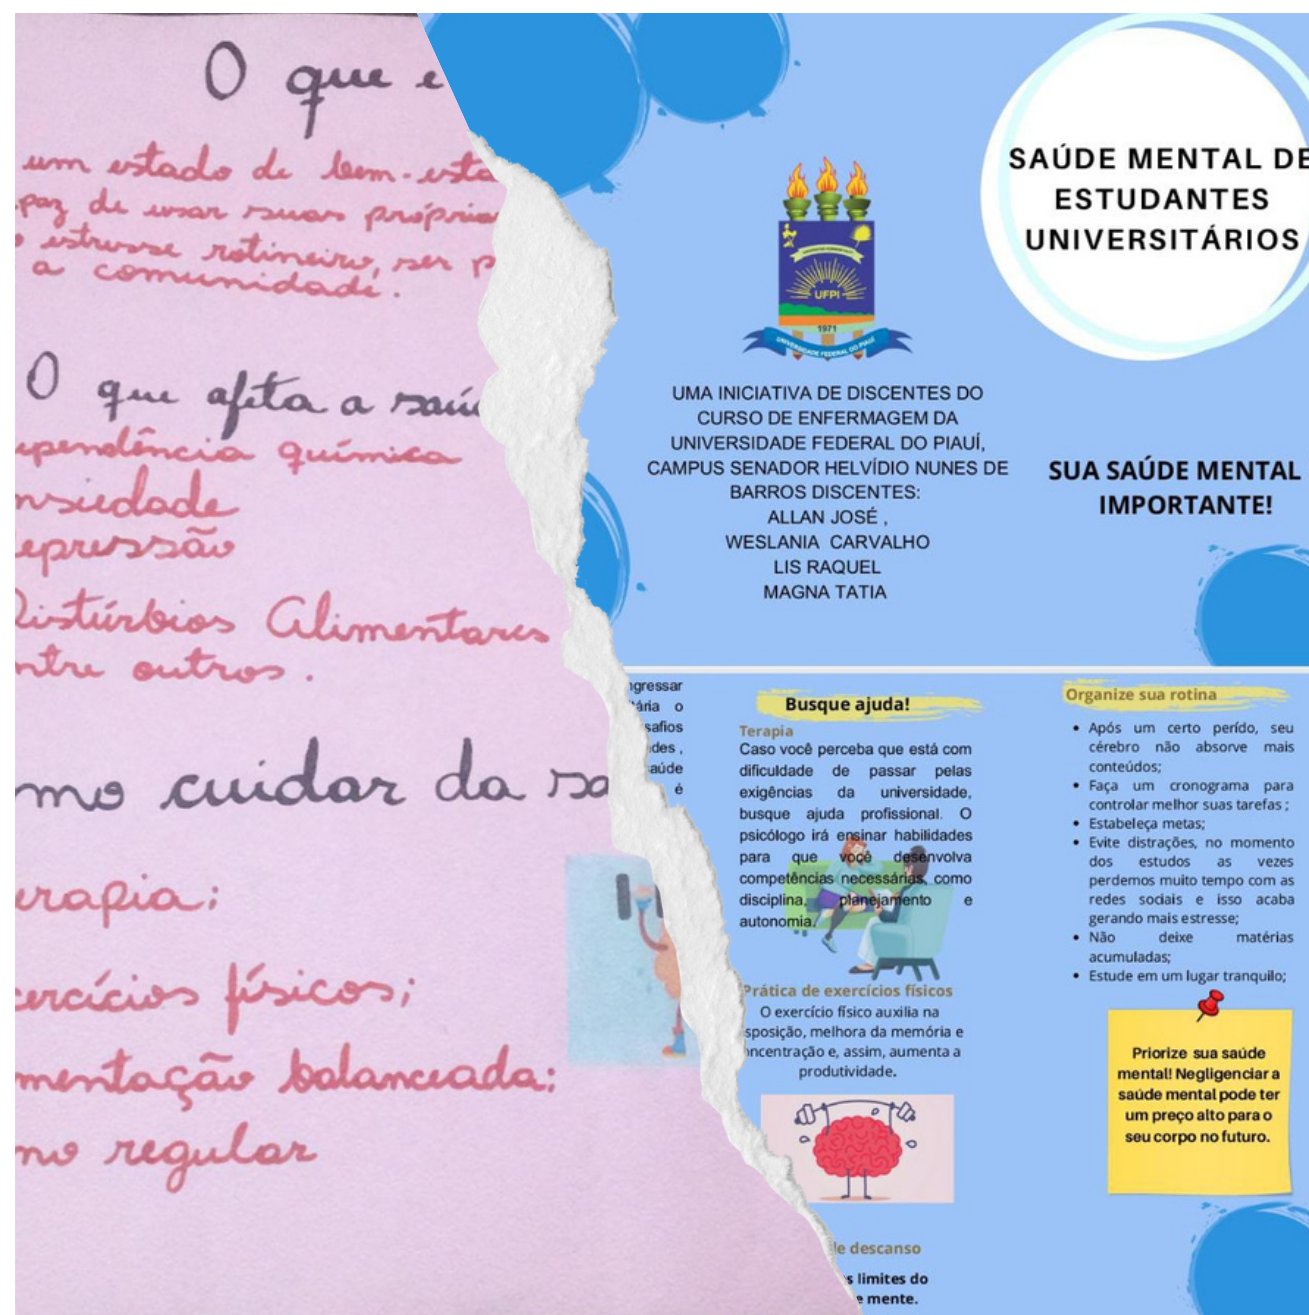 O que e
um estado de bem-esta
paz de usar suas própria
estresse rotineiro, ser p
a comunidade.
O que afeta a saú
ependência química
nsiedade
epressão
Distúrbios Alimentares
ntre outros.
mo cuidar da sa
erapia;
ercícios físicos;
mentação balanceada;
no regular
SAÚDE MENTAL DE
ESTUDANTES
UNIVERSITÁRIOS
UFPI
1971
UNIVERSIDADE FEDERAL DO PIAUÍ
UMA INICIATIVA DE DISCENTES DO
CURSO DE ENFERMAGEM DA
UNIVERSIDADE FEDERAL DO PIAUÍ,
CAMPUS SENADOR HELVÍDIO NUNES DE
BARROS DISCENTES:
ALLAN JOSÉ ,
WESLANIA CARVALHO
LIS RAQUEL
MAGNA TATIA
SUA SAÚDE MENTAL
IMPORTANTE!
ngressar
ária o
safios
des ,
aúde
é
Busque ajuda!
Terapia
Caso você perceba que está com
dificuldade de passar pelas
exigências da universidade,
busque ajuda profissional. O
psicólogo irá ensinar habilidades
para que você desenvolva
competências necessárias, como
disciplina, planejamento e
autonomia.
Prática de exercícios físicos
O exercício físico auxilia na
sposição, melhora da memória e
ncentração e, assim, aumenta a
produtividade.
de descanso
s limites do
e mente.
Organize sua rotina
• Após um certo perído, seu
cérebro não absorve mais
conteúdos;
• Faça um cronograma para
controlar melhor suas tarefas ;
• Estabeleça metas;
• Evite distrações, no momento
dos estudos as vezes
perdemos muito tempo com as
redes sociais e isso acaba
gerando mais estresse;
• Não deixe matérias
acumuladas;
• Estude em um lugar tranquilo;
Priorize sua saúde
mental! Negligenciar a
saúde mental pode ter
um preço alto para o
seu corpo no futuro.